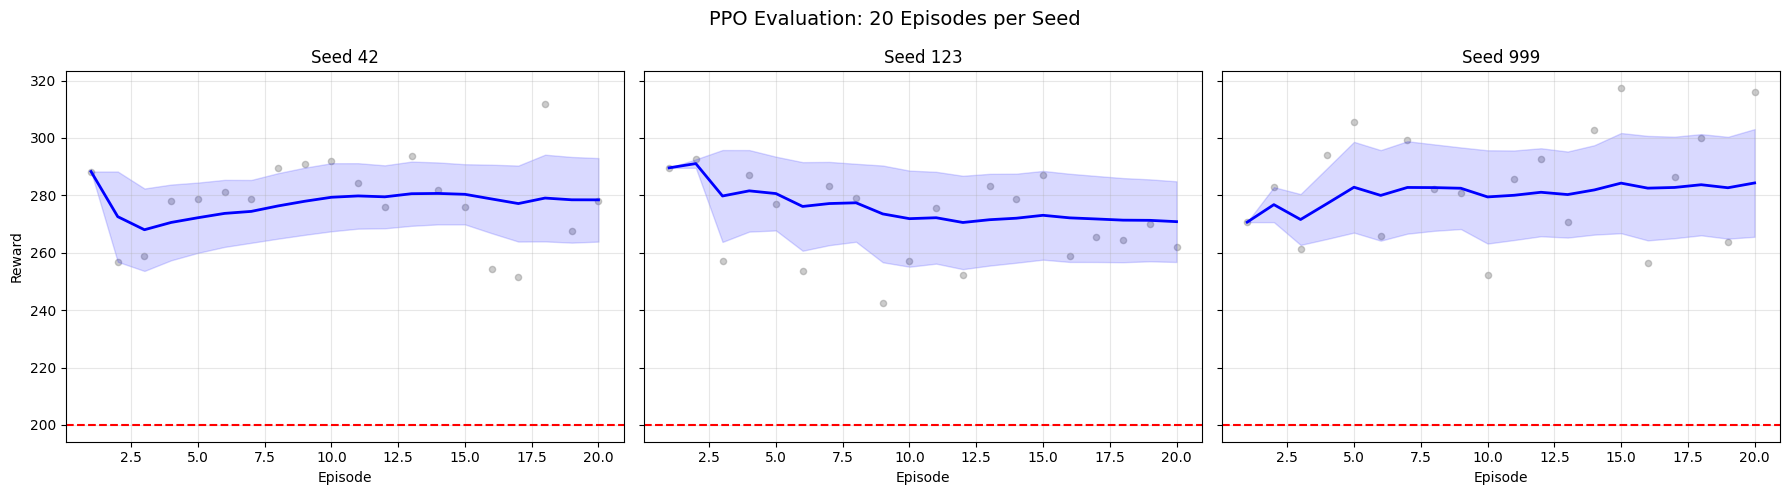 PPO Evaluation: 20 Episodes per Seed
Seed 42
Seed 123
Seed 999
320
300
280
260
240
220
200
Reward
2.5 5.0 7.5 10.0 12.5 15.0 17.5 20.0
2.5 5.0 7.5 10.0 12.5 15.0 17.5 20.0
2.5 5.0 7.5 10.0 12.5 15.0 17.5 20.0
Episode
Episode
Episode